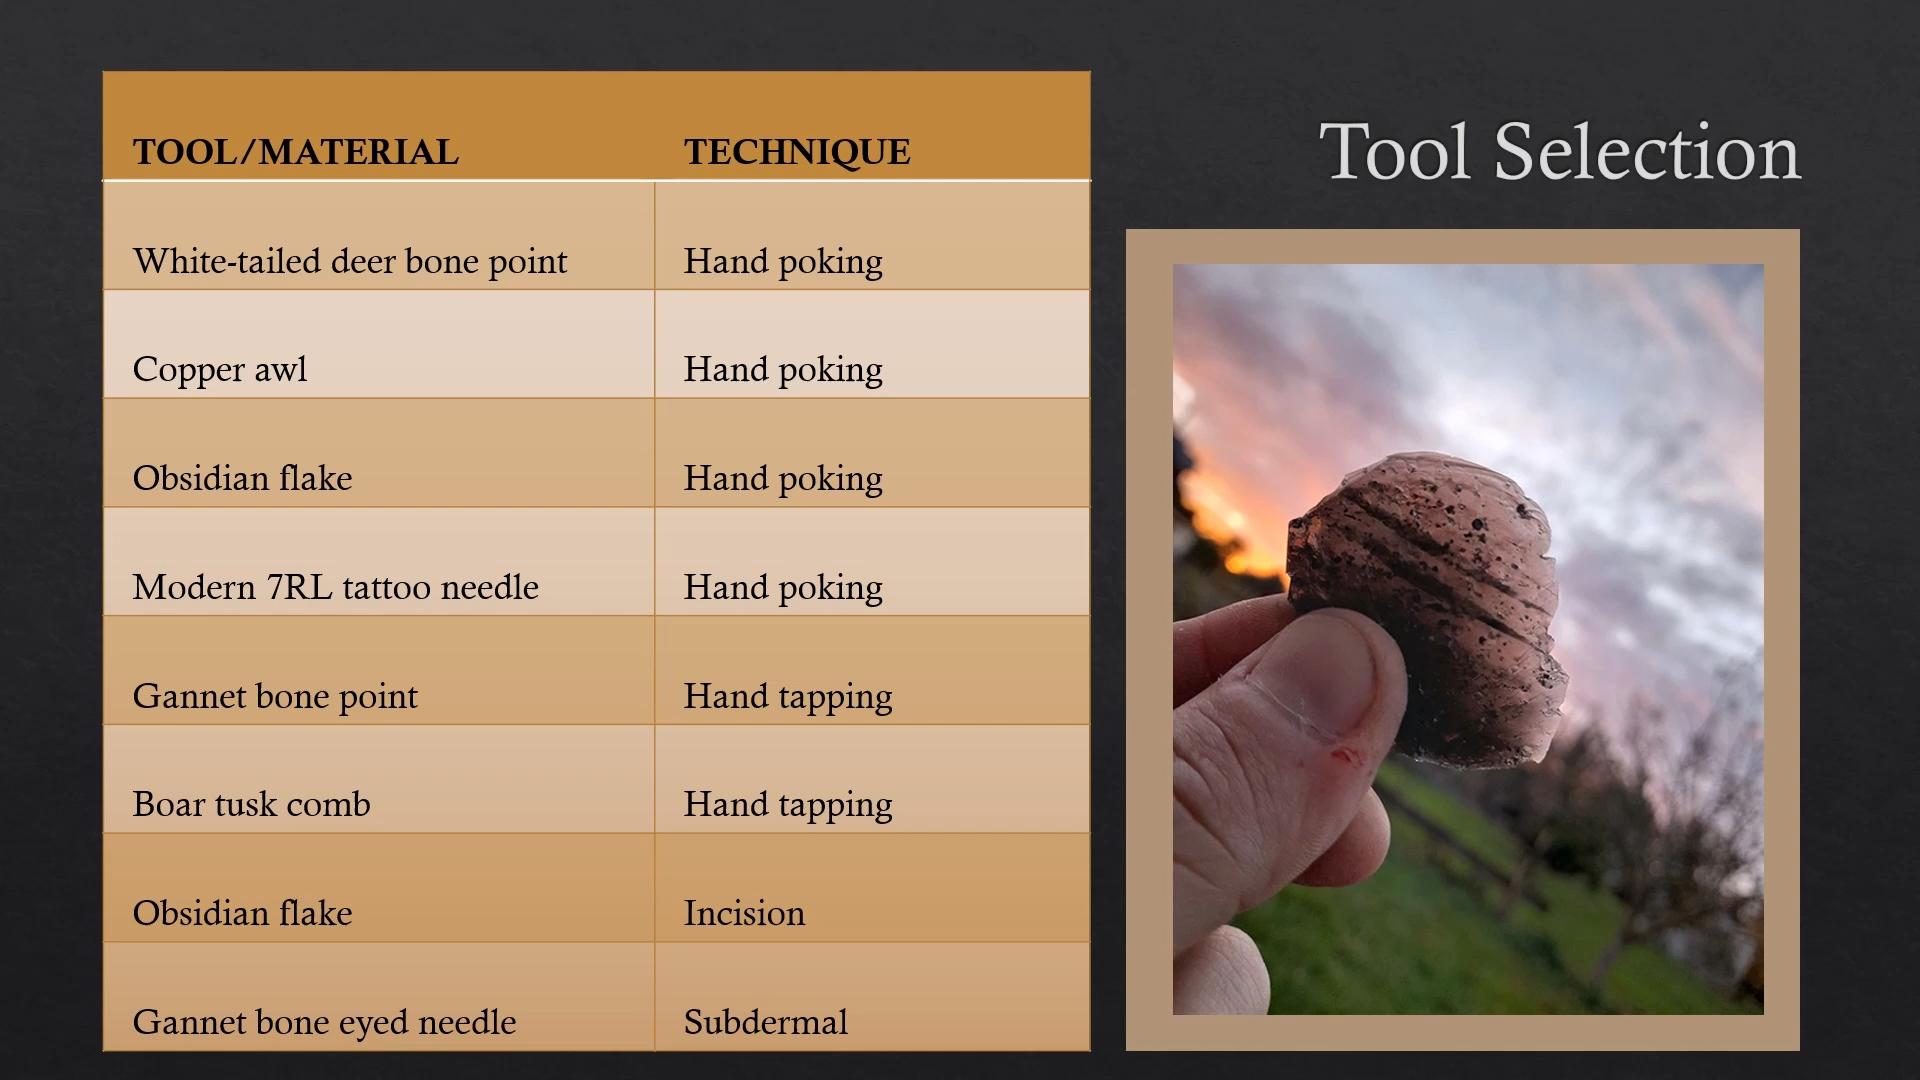 Tool Selection
TOOL/MATERIAL TECHNIQUE
White-tailed deer bone point Hand poking
Copper awl Hand poking
Obsidian flake Hand poking
Modern 7RL tattoo needle Hand poking
Gannet bone point Hand tapping
Boar tusk comb Hand tapping
Obsidian flake Incision
Gannet bone eyed needle Subdermal